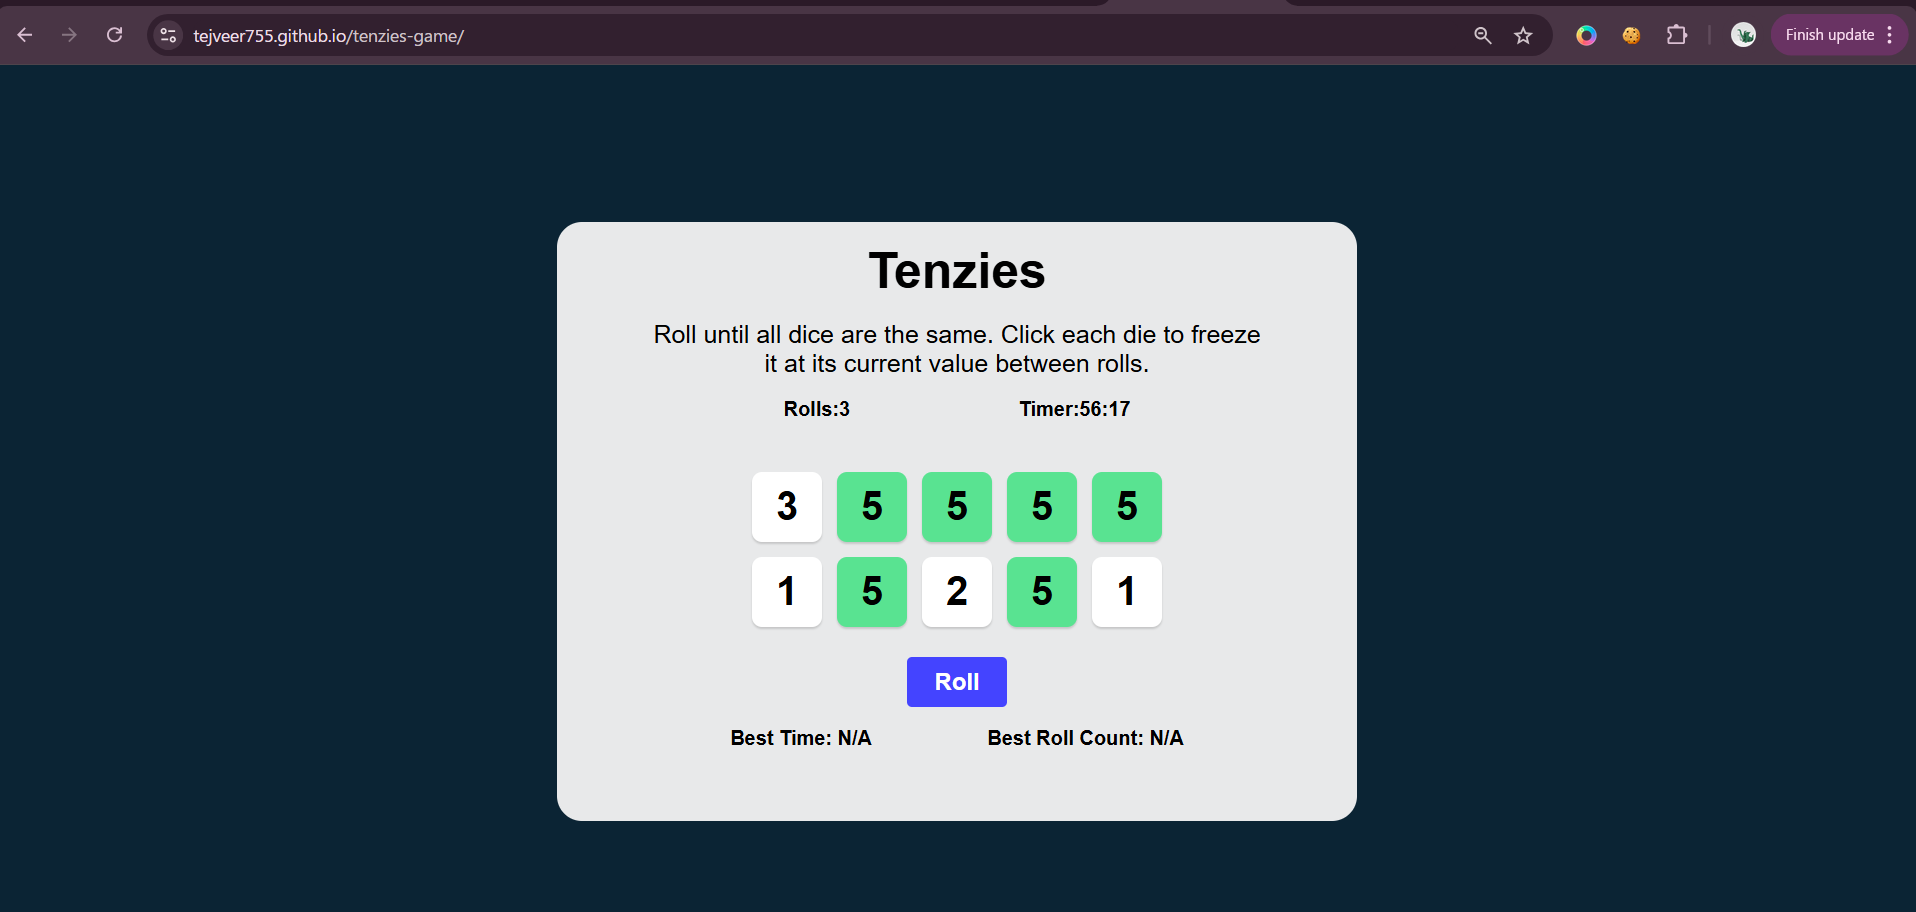 tejveer755.github.io/tenzies-game/
Finish update
Tenzies
Roll until all dice are the same. Click each die to freeze
it at its current value between rolls.
Rolls:3 Timer:56:17
3 5 5 5 5
1 5 2 5 1
Roll
Best Time: N/A Best Roll Count: N/A